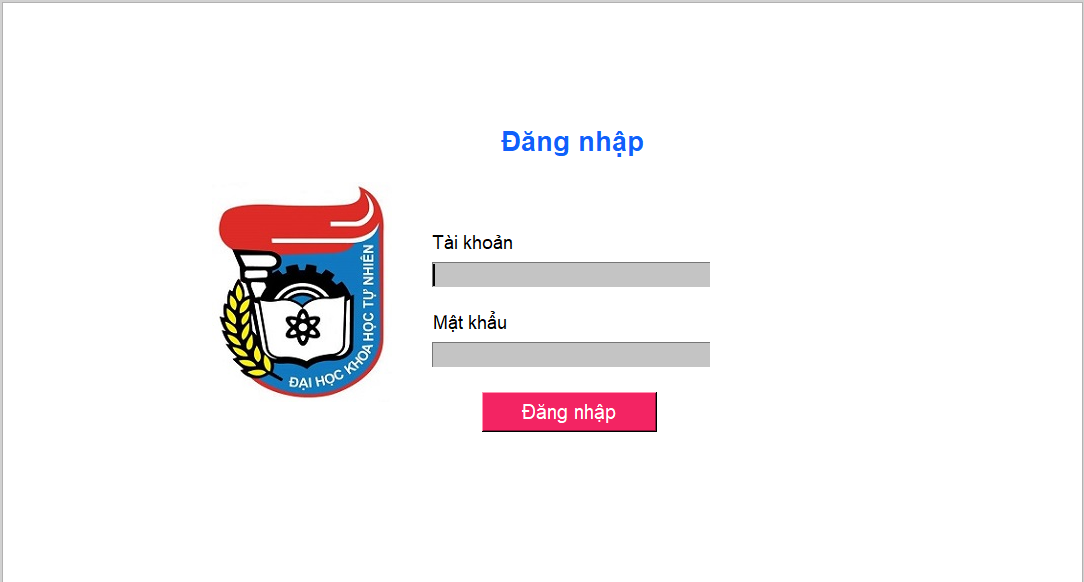 Đăng nhập
ĐẠI HỌC KHOA HỌC TỰ NHIÊN
Tài khoản
Mật khẩu
Đăng nhập